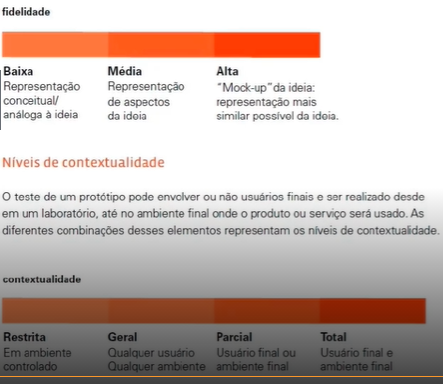 fidelidade
Baixa Média Alta
Representação Representação "Mock-up" da ideia:
conceitual/ de aspectos representação mais
análoga à ideia da ideia similar possível da ideia.
Níveis de contextualidade
O teste de um protótipo pode envolver ou não usuários finais e ser realizado desde
em um laboratório, até no ambiente final onde o produto ou serviço será usado. As
diferentes combinações desses elementos representam os níveis de contextualidade.
contextualidade
Restrita Geral Parcial Total
Em ambiente Qualquer usuário Usuário final ou Usuário final e
controlado Qualquer ambiente ambiente final ambiente final